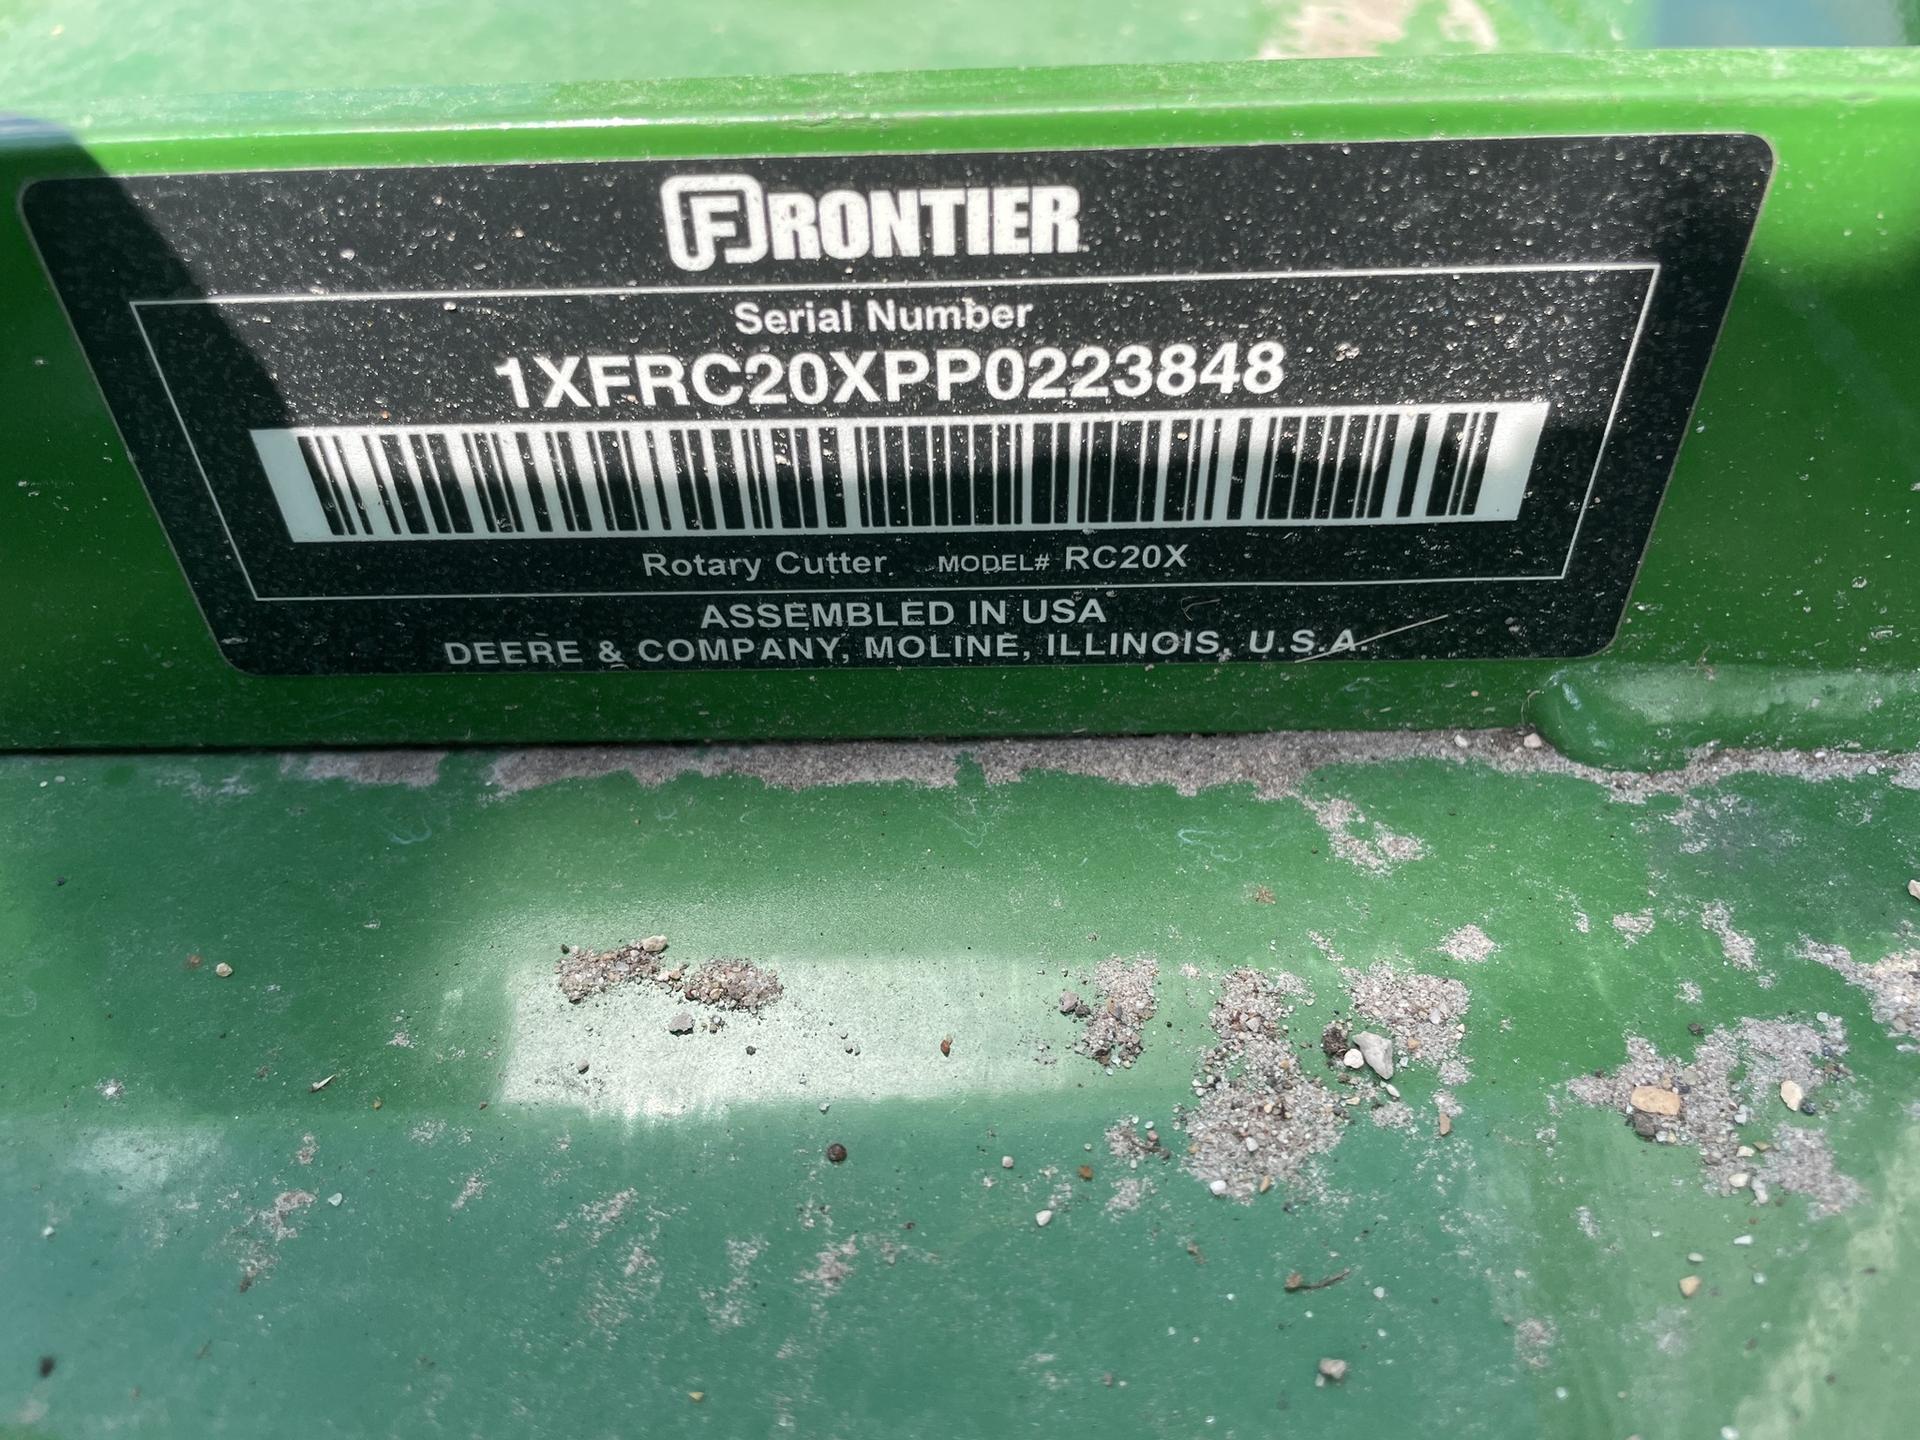 FRONTIER
Serial Number
1XFRC20XPP0223848
Rotary Cutter MODEL# RC20X
ASSEMBLED IN USA
DEERE & COMPANY, MOLINE, ILLINOIS, U.S.A.